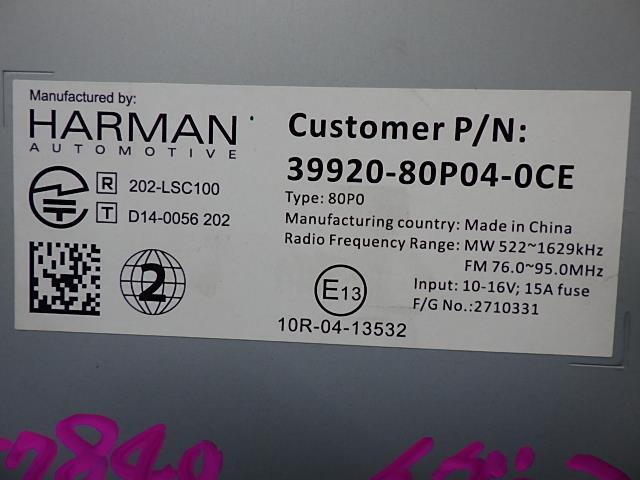 Manufactured by:
HARMAN
AUTOMOTIVE
R 202-LSC100
T D14-0056 202
2
Customer P/N:
39920-80P04-0CE
Type: 80P0
Manufacturing country: Made in China
Radio Frequency Range: MW 522~1629kHz
FM 76.0~95.0MHz
Input: 10-16V; 15A fuse
F/G No.:2710331
E13
10R-04-13532